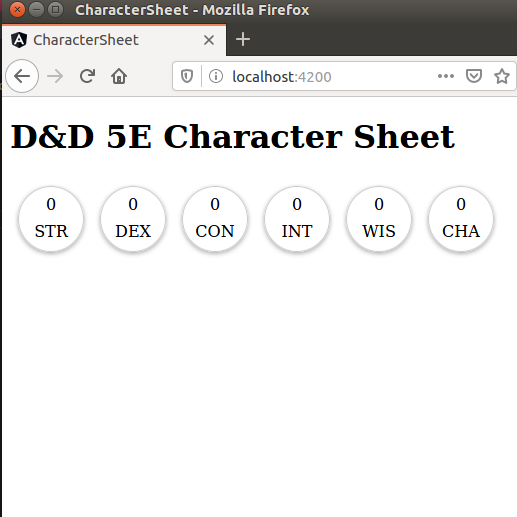 CharacterSheet - Mozilla Firefox
CharacterSheet
localhost:4200
D&D 5E Character Sheet
0 0 0 0 0 0
STR DEX CON INT WIS CHA